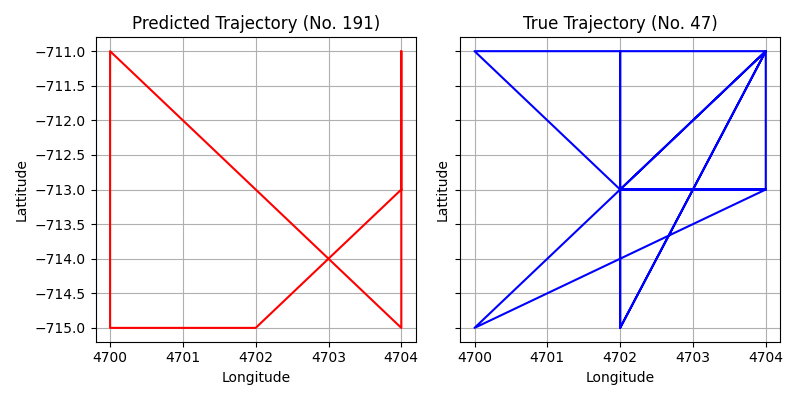 Predicted Trajectory (No. 191)
−711.0
−711.5
−712.0
−712.5
−713.0
−713.5
−714.0
−714.5
−715.0
Lattitude
4700 4701 4702 4703 4704
Longitude
True Trajectory (No. 47)
Lattitude
4700 4701 4702 4703 4704
Longitude